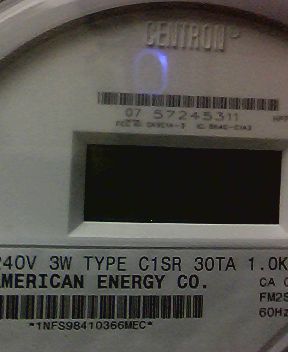 CENTRON®
07 57245311
240V 3W TYPE C1SR 30TA 1.0K
AMERICAN ENERGY CO.
CA
FM2S
60Hz
*1NFS98410366MEC*